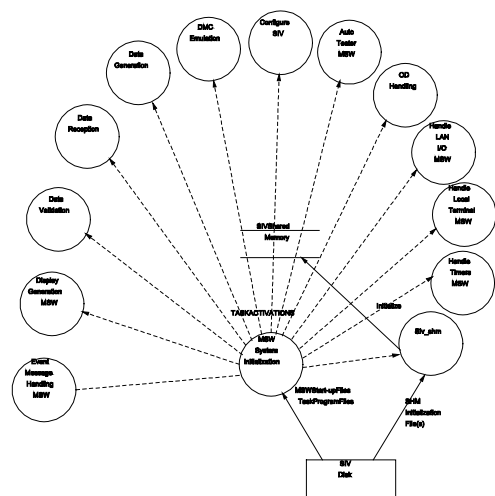 Configure
SIV
DMC
Emulation
Auto
Tester
MSW
Data
Generation
OD
Handling
Data
Reception
Handle
LAN
I/O
MSW
Data
Validation
Handle Local
Terminal
MSW
SIVShared
Memory
Display
Generation
MSW
Handle
Timers
MSW
Initialize
TASKACTIVATIONS
Siv_shm
MSW
System
Initialization
Event
Message
Handling
MSW
MSWStart-upFiles
TaskProgramFiles
SHM
Initialization
File(s)
SIV
Disk